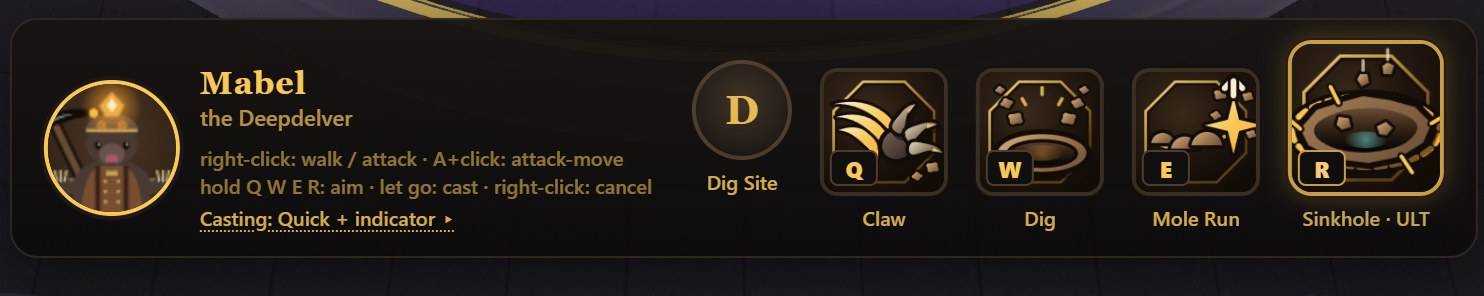 Mabel
the Deepdelver
right-click: walk / attack · A+click: attack-move
hold Q W E R: aim · let go: cast · right-click: cancel
Casting: Quick + indicator ▸
D
Dig Site
Q
Claw
W
Dig
E
Mole Run
R
Sinkhole · ULT